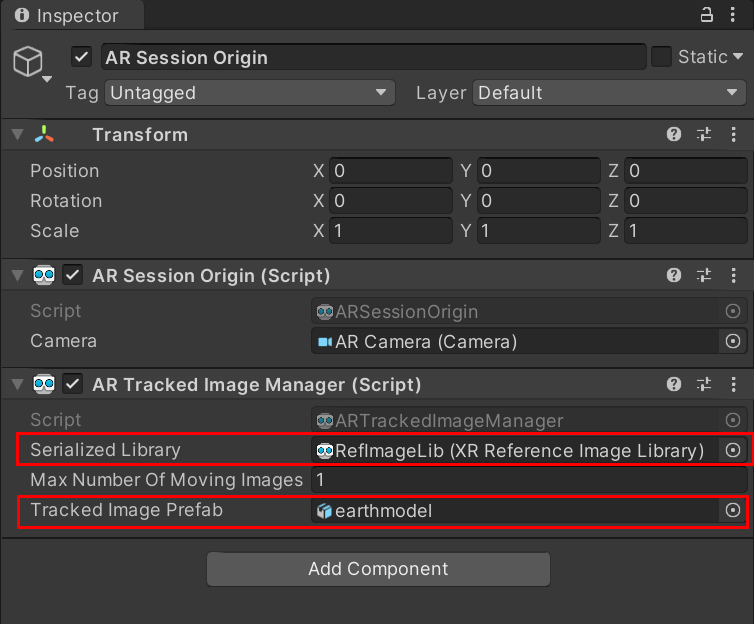 Inspector
AR Session Origin Static
Tag Untagged Layer Default
Transform
Position X 0 Y 0 Z 0
Rotation X 0 Y 0 Z 0
Scale X 1 Y 1 Z 1
AR Session Origin (Script)
Script ARSessionOrigin
Camera AR Camera (Camera)
AR Tracked Image Manager (Script)
Script ARTrackedImageManager
Serialized Library RefImageLib (XR Reference Image Library)
Max Number Of Moving Images 1
Tracked Image Prefab earthmodel
Add Component